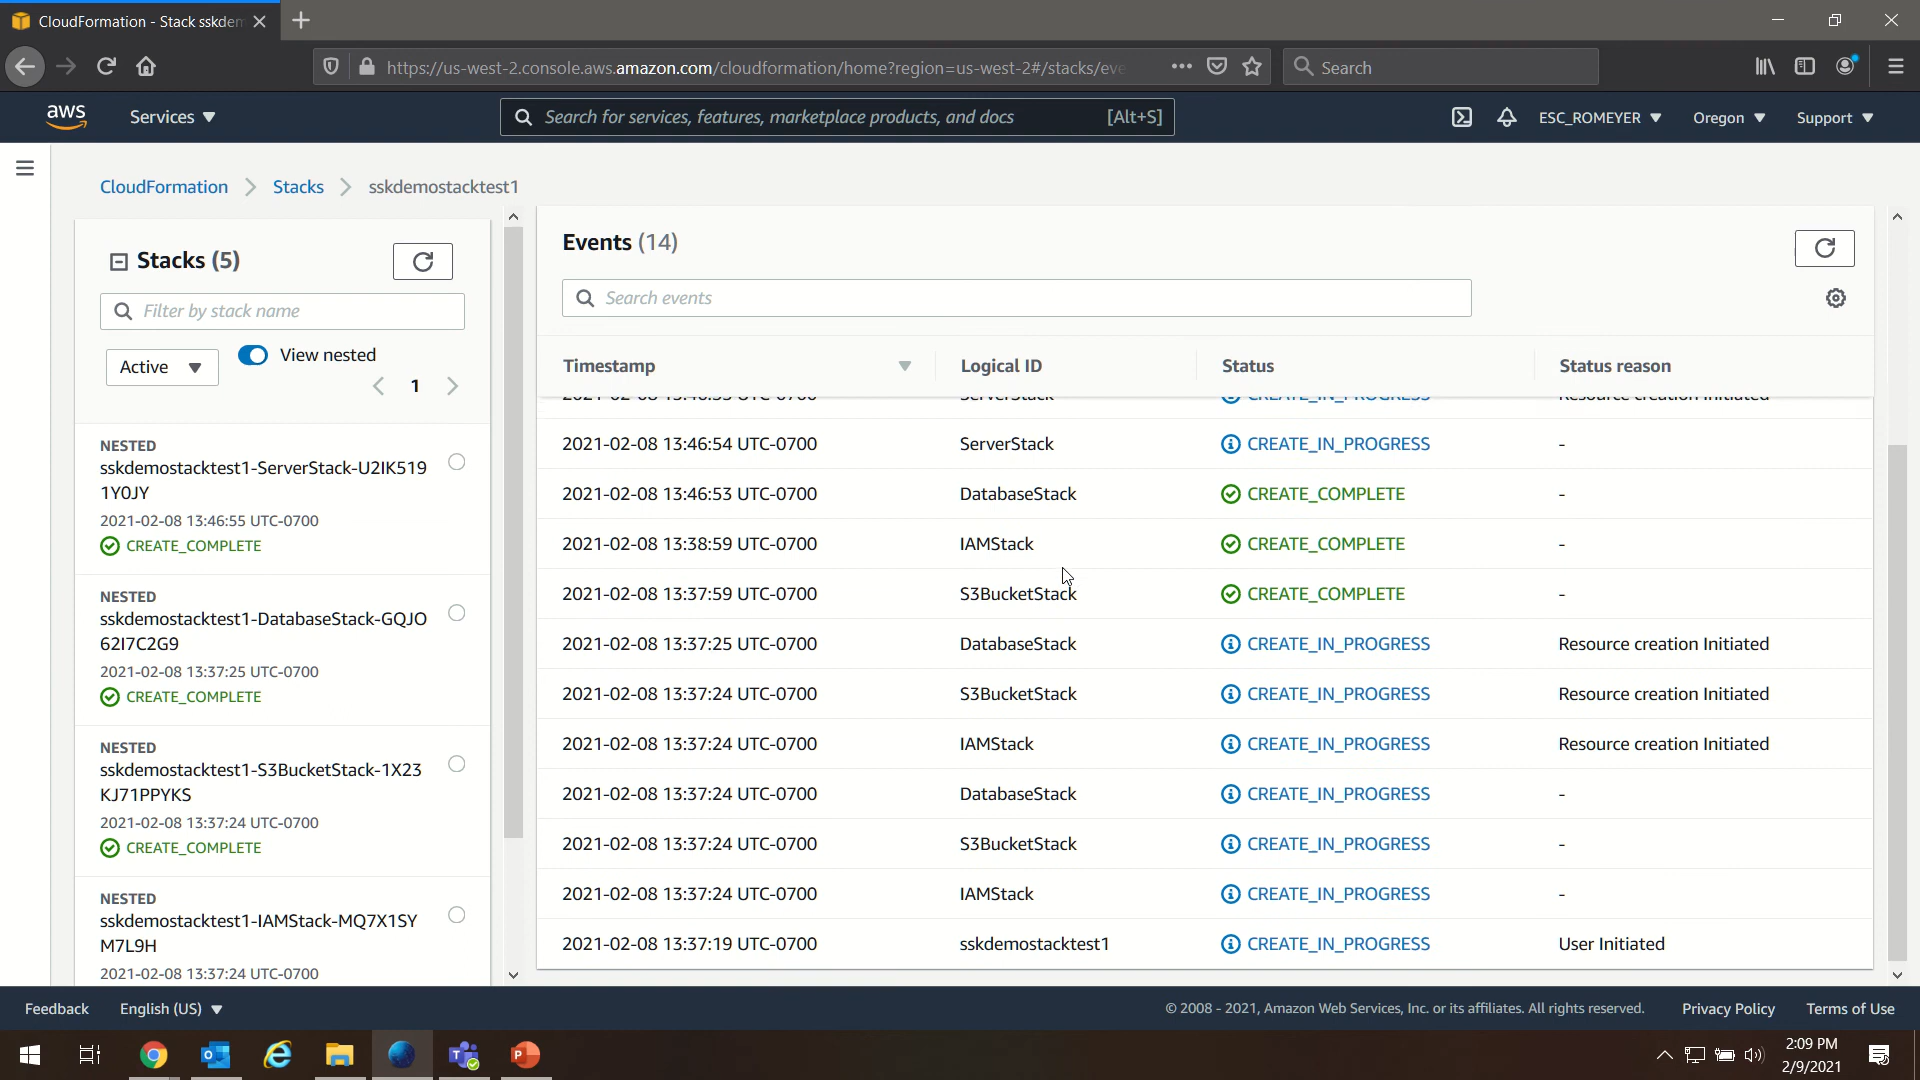 CloudFormation - Stack sskdem
https://us-west-2.console.aws.amazon.com/cloudformation/home?region=us-west-2#/stacks/eve
Search
aws
Services
Search for services, features, marketplace products, and docs
[Alt+S]
ESC_ROMEYER
Oregon
Support
CloudFormation
Stacks
sskdemostacktest1
Stacks (5)
Filter by stack name
Active
View nested
1
NESTED
sskdemostacktest1-ServerStack-U2IK519
1Y0JY
2021-02-08 13:46:55 UTC-0700
CREATE_COMPLETE
NESTED
sskdemostacktest1-DatabaseStack-GQJO
62I7C2G9
2021-02-08 13:37:25 UTC-0700
CREATE_COMPLETE
NESTED
sskdemostacktest1-S3BucketStack-1X23
KJ71PPYKS
2021-02-08 13:37:24 UTC-0700
CREATE_COMPLETE
NESTED
sskdemostacktest1-IAMStack-MQ7X1SY
M7L9H
2021-02-08 13:37:24 UTC-0700
Events (14)
Search events
Timestamp Logical ID Status Status reason
ServerStack CREATE_IN_PROGRESS Resource creation Initiated
2021-02-08 13:46:54 UTC-0700 ServerStack CREATE_IN_PROGRESS -
2021-02-08 13:46:53 UTC-0700 DatabaseStack CREATE_COMPLETE -
2021-02-08 13:38:59 UTC-0700 IAMStack CREATE_COMPLETE -
2021-02-08 13:37:59 UTC-0700 S3BucketStack CREATE_COMPLETE -
2021-02-08 13:37:25 UTC-0700 DatabaseStack CREATE_IN_PROGRESS Resource creation Initiated
2021-02-08 13:37:24 UTC-0700 S3BucketStack CREATE_IN_PROGRESS Resource creation Initiated
2021-02-08 13:37:24 UTC-0700 IAMStack CREATE_IN_PROGRESS Resource creation Initiated
2021-02-08 13:37:24 UTC-0700 DatabaseStack CREATE_IN_PROGRESS -
2021-02-08 13:37:24 UTC-0700 S3BucketStack CREATE_IN_PROGRESS -
2021-02-08 13:37:24 UTC-0700 IAMStack CREATE_IN_PROGRESS -
2021-02-08 13:37:19 UTC-0700 sskdemostacktest1 CREATE_IN_PROGRESS User Initiated
Feedback
English (US)
© 2008 - 2021, Amazon Web Services, Inc. or its affiliates. All rights reserved.
Privacy Policy
Terms of Use
2:09 PM
2/9/2021